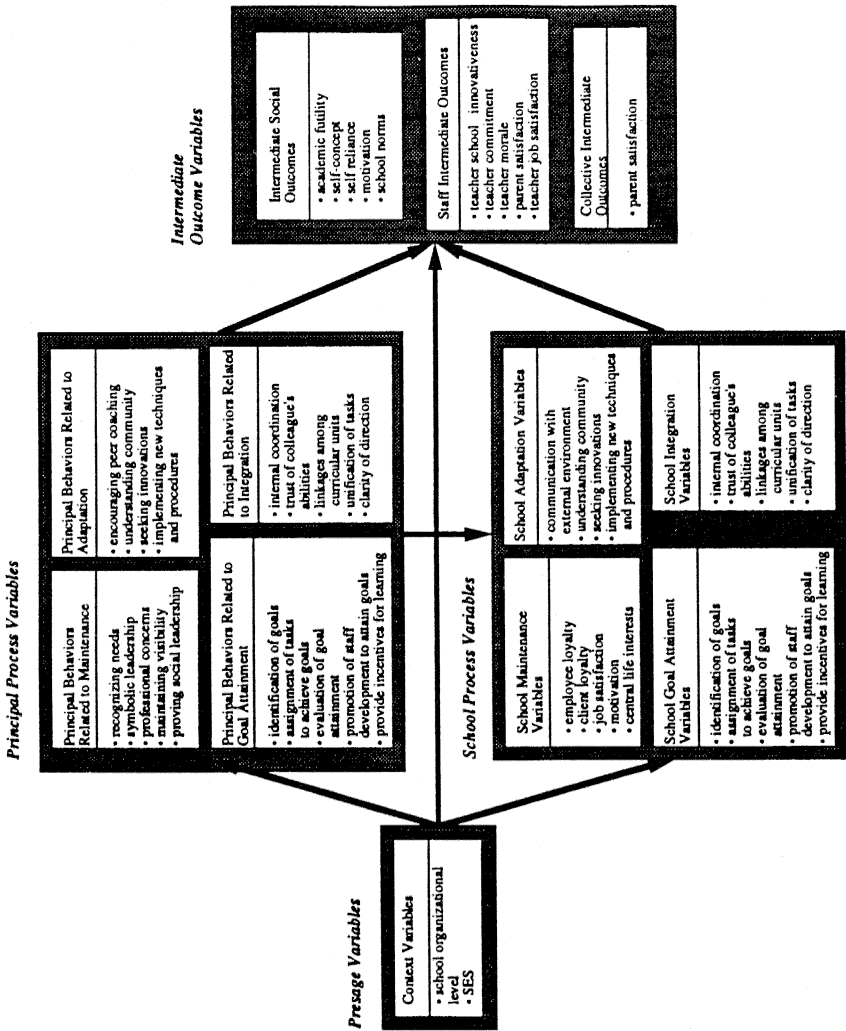 Presage Variables
Context Variables
• school organizational
level
• SES
Principal Process Variables
Principal Behaviors
Related to Maintenance
• recognizing needs
• symbolic leadership
• professional concerns
• maintaining visibility
• proving social leadership
Principal Behaviors Related to
Adaptation
• encouraging peer coaching
• understanding community
• seeking innovations
• implementing new techniques
and procedures
Principal Behaviors Related to
Goal Attainment
• identification of goals
• assignment of tasks
to achieve goals
• evaluation of goal
attainment
• promotion of staff
development to attain goals
• provide incentives for learning
Principal Behaviors Related
to Integration
• internal coordination
• trust of colleague's
abilities
• linkages among
curricular units
• unification of tasks
• clarity of direction
School Process Variables
School Maintenance
Variables
• employee loyalty
• client loyalty
• job satisfaction
• motivation
• central life interests
School Adaptation Variables
• communication with
external environment
• understanding community
• seeking innovations
• implementing new techniques
and procedures
School Goal Attainment
Variables
• identification of goals
• assignment of tasks
to achieve goals
• evaluation of goal
attainment
• promotion of staff
development to attain goals
• provide incentives for learning
School Integration
Variables
• internal coordination
• trust of colleague's
abilities
• linkages among
curricular units
• unification of tasks
• clarity of direction
Intermediate
Outcome Variables
Intermediate Social
Outcomes
• academic futility
• self-concept
• self reliance
• motivation
• school norms
Staff Intermediate Outcomes
• teacher school innovativeness
• teacher commitment
• teacher morale
• parent satisfaction
• teacher job satisfaction
Collective Intermediate
Outcomes
• parent satisfaction